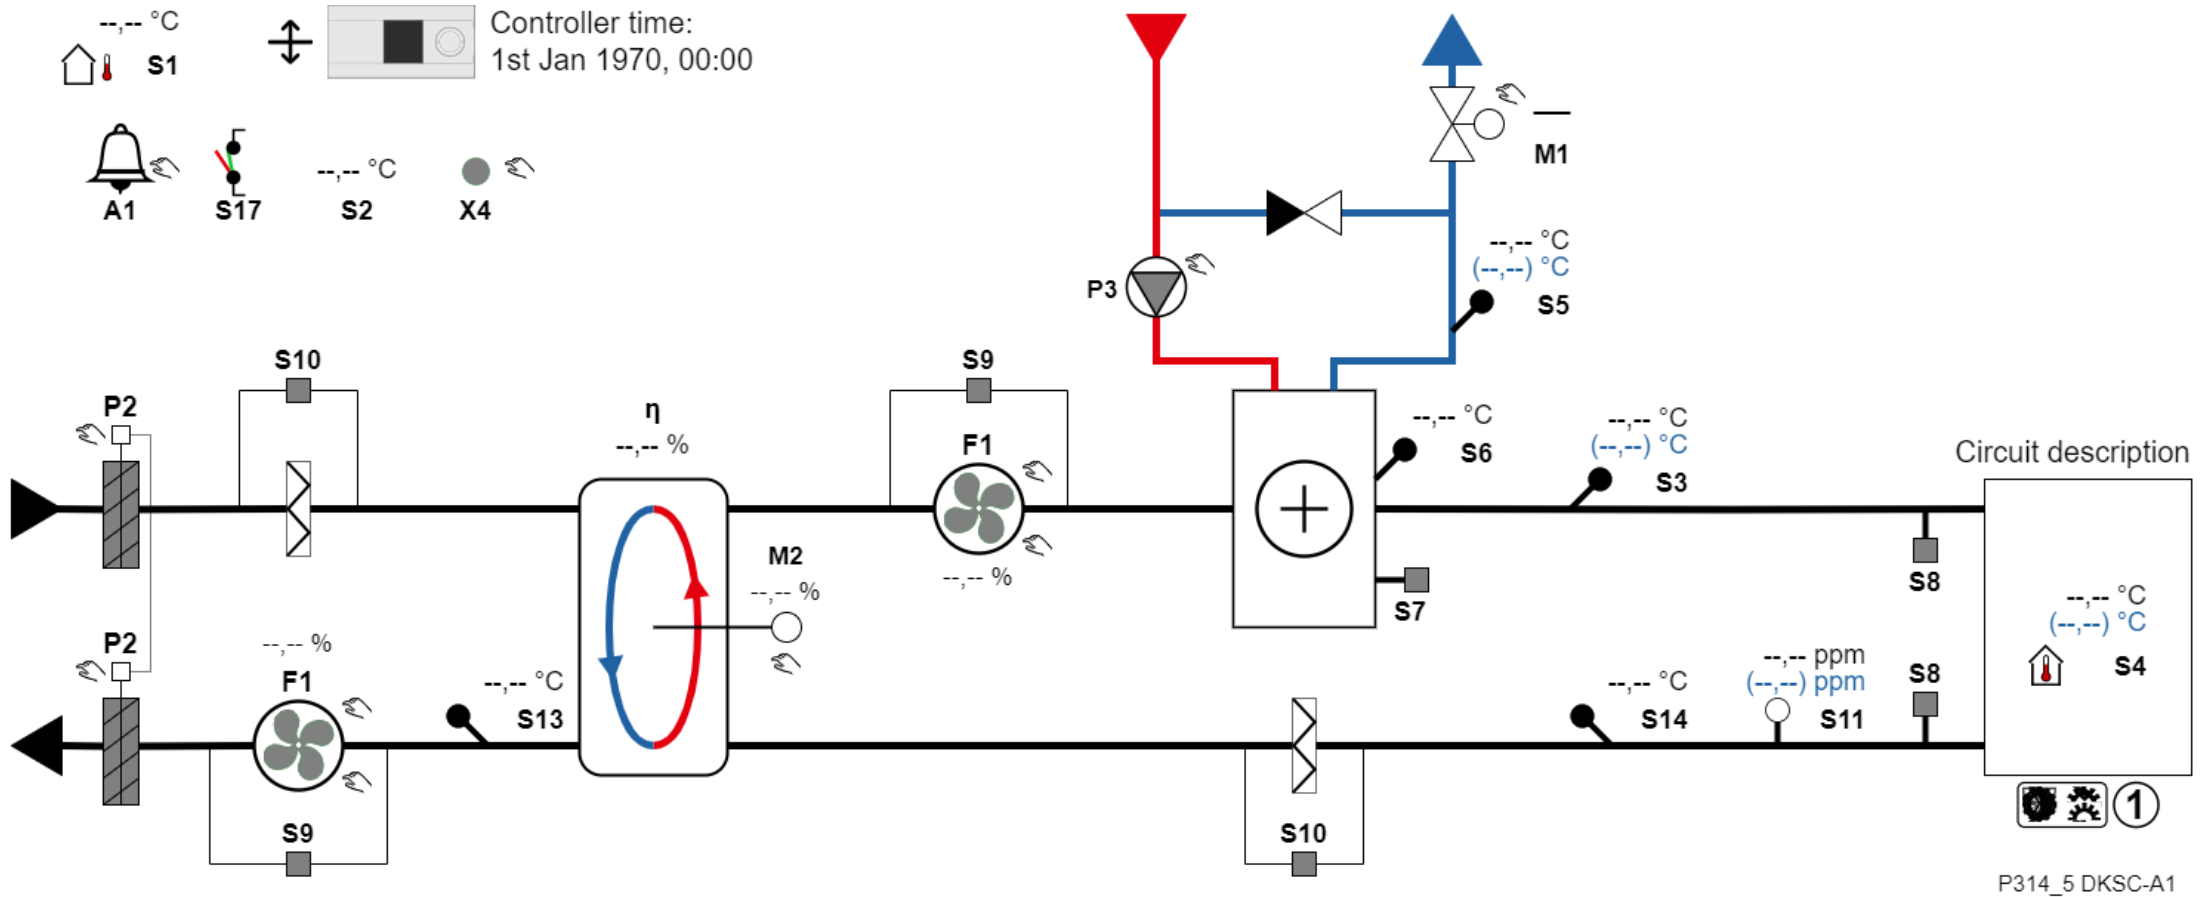 --,-- °C
S1
Controller time:
1st Jan 1970, 00:00
A1
S17
--,-- °C
S2
X4
M1
--,-- °C
(--,--) °C
S5
P3
S10
P2
η
--,-- %
S9
F1
--,-- %
--,-- °C
S6
--,-- °C
(--,--) °C
S3
Circuit description
M2
--,-- %
S7
S8
--,-- °C
(--,--) °C
S4
P2
--,-- %
F1
--,-- °C
S13
S9
--,-- °C
S14
--,-- ppm
(--,--) ppm
S11
S8
S10
1
P314_5 DKSC-A1